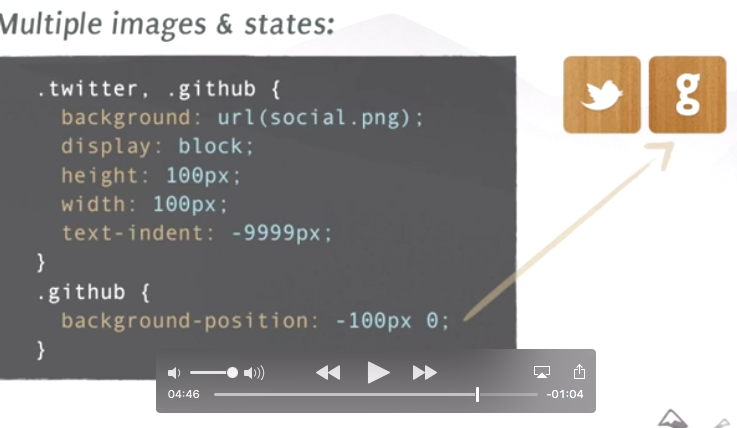 Multiple images & states:
.twitter, .github {
background: url(social.png);
display: block;
height: 100px;
width: 100px;
text-indent: -9999px;
}
.github {
background-position: -100px 0;
}
g
04:46
-01:04